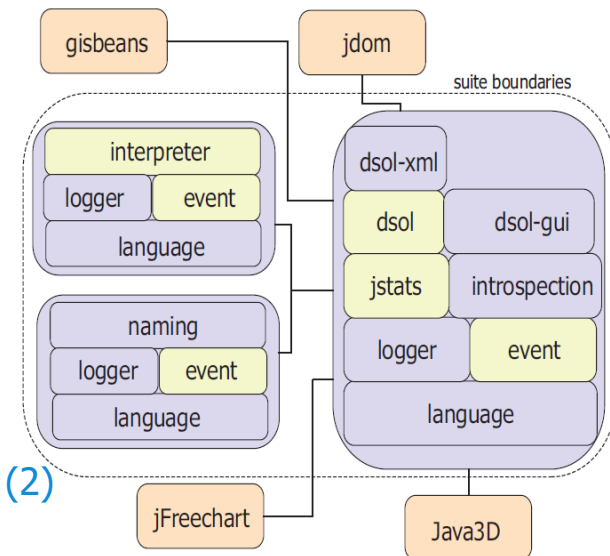 gisbeans
jdom
suite boundaries
interpreter
logger event
language
naming
logger event
language
dsol-xml
dsol dsol-gui
jstats introspection
logger event
language
(2)
jFreechart
Java3D